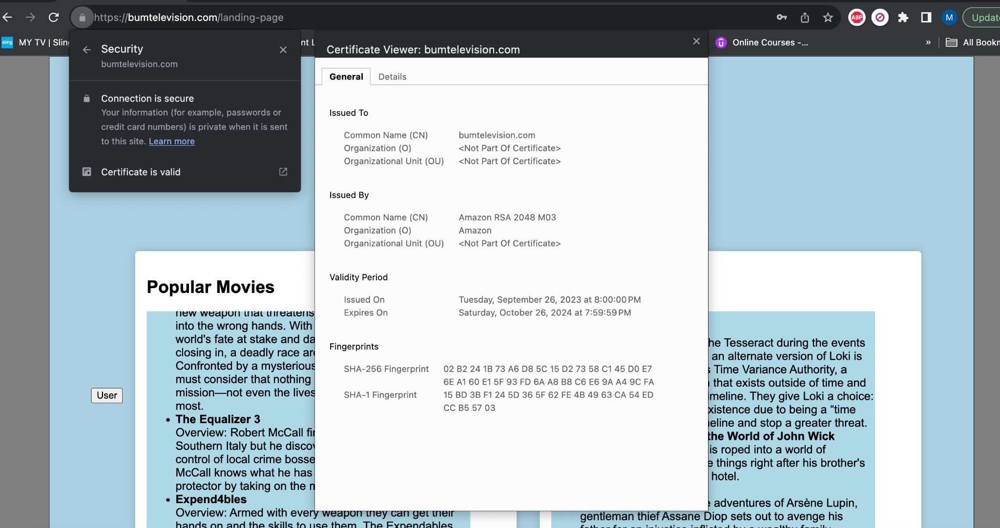 https://bumtelevision.com/landing-page
ABP
M
sling
MY TV | Sling
nt L
Online Courses -...
»
All Bookm
Security
bumtelevision.com
Connection is secure
Your information (for example, passwords or
credit card numbers) is private when it is sent
to this site. Learn more
Certificate is valid
Certificate Viewer: bumtelevision.com
General
Details
Issued To
Common Name (CN) bumtelevision.com
Organization (O) <Not Part Of Certificate>
Organizational Unit (OU) <Not Part Of Certificate>
Issued By
Common Name (CN) Amazon RSA 2048 M03
Organization (O) Amazon
Organizational Unit (OU) <Not Part Of Certificate>
Validity Period
Issued On Tuesday, September 26, 2023 at 8:00:00 PM
Expires On Saturday, October 26, 2024 at 7:59:59 PM
Fingerprints
SHA-256 Fingerprint 02 B2 24 1B 73 A6 D8 5C 15 D2 73 58 C1 45 D0 E7
6E A1 60 E1 5F 93 FD 6A A8 B8 C6 E6 9A A4 9C FA
SHA-1 Fingerprint 15 BD 3B F1 24 5D 36 5F 62 FE 4B 49 63 CA 54 ED
CC B5 57 03
User
Popular Movies
new weapon that threatens
into the wrong hands. With
world's fate at stake and da
closing in, a deadly race
Confronted by a mysterious
must consider that nothing
mission—not even the lives
most.
• The Equalizer 3
Overview: Robert McCall fi
Southern Italy but he disco
control of local crime bosse
McCall knows what he has
protector by taking on the
• Expend4bles
Overview: Armed with every weapon they can get their
hands on and the skills to use them, The Expendables
he Tesseract during the events
an alternate version of Loki is
s Time Variance Authority, a
that exists outside of time and
imeline. They give Loki a choice:
xistence due to being a “time
eline and stop a greater threat.
the World of John Wick
is roped into a world of
e things right after his brother's
hotel.
e adventures of Arsène Lupin,
gentleman thief Assane Diop sets out to avenge his
father for an injustice inflicted by a wealthy family.